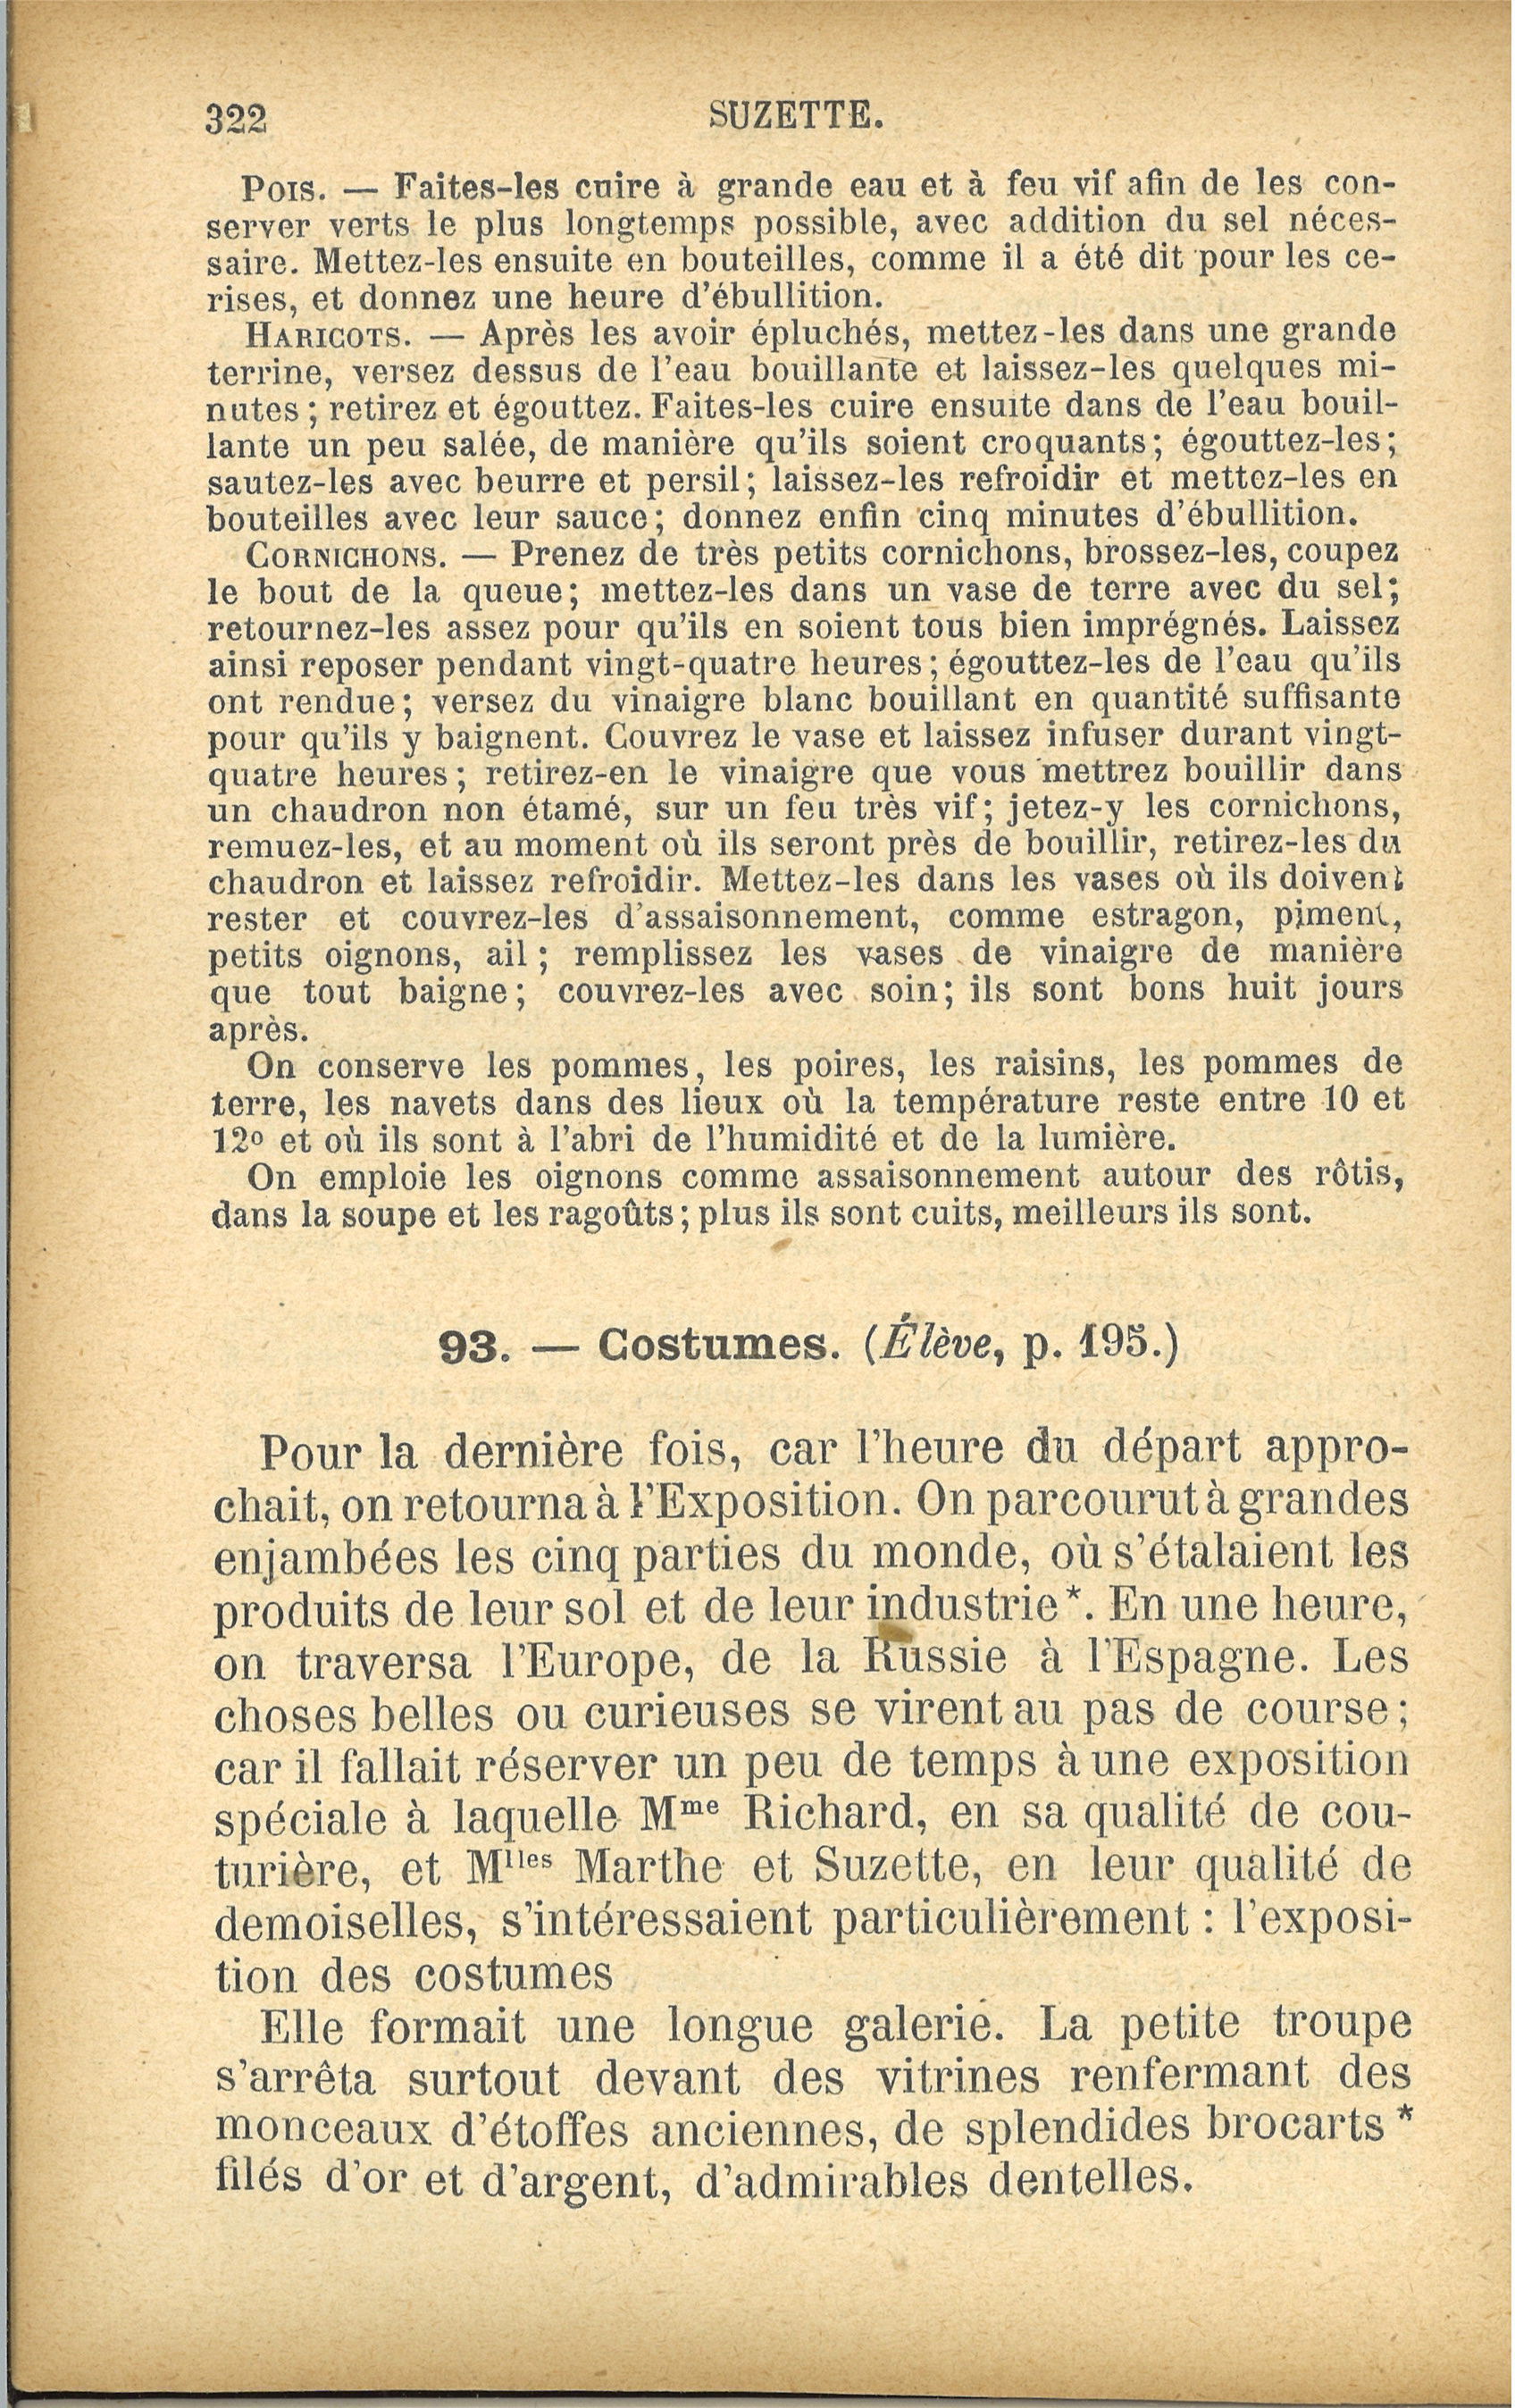 322
SUZETTE.
POIS. — Faites-les cuire à grande eau et à feu vif afin de les con-
server verts le plus longtemps possible, avec addition du sel néces-
saire. Mettez-les ensuite en bouteilles, comme il a été dit pour les ce-
rises, et donnez une heure d'ébullition.
HARICOTS. — Après les avoir épluchés, mettez-les dans une grande
terrine, versez dessus de l'eau bouillante et laissez-les quelques mi-
nutes ; retirez et égouttez. Faites-les cuire ensuite dans de l'eau bouil-
lante un peu salée, de manière qu'ils soient croquants ; égouttez-les ;
sautez-les avec beurre et persil ; laissez-les refroidir et mettez-les en
bouteilles avec leur sauce ; donnez enfin cinq minutes d'ébullition.
CORNICHONS. — Prenez de très petits cornichons, brossez-les, coupez
le bout de la queue ; mettez-les dans un vase de terre avec du sel ;
retournez-les assez pour qu'ils en soient tous bien imprégnés. Laissez
ainsi reposer pendant vingt-quatre heures ; égouttez-les de l'eau qu'ils
ont rendue ; versez du vinaigre blanc bouillant en quantité suffisante
pour qu'ils y baignent. Couvrez le vase et laissez infuser durant vingt-
quatre heures ; retirez-en le vinaigre que vous mettrez bouillir dans
un chaudron non étamé, sur un feu très vif ; jetez-y les cornichons,
remuez-les, et au moment où ils seront près de bouillir, retirez-les du
chaudron et laissez refroidir. Mettez-les dans les vases où ils doivent
rester et couvrez-les d'assaisonnement, comme estragon, piment,
petits oignons, ail ; remplissez les vases de vinaigre de manière
que tout baigne ; couvrez-les avec soin ; ils sont bons huit jours
après.
On conserve les pommes, les poires, les raisins, les pommes de
terre, les navets dans des lieux où la température reste entre 10 et
12o et où ils sont à l'abri de l'humidité et de la lumière.
On emploie les oignons comme assaisonnement autour des rôtis,
dans la soupe et les ragoûts ; plus ils sont cuits, meilleurs ils sont.
93. — Costumes. (Élève, p. 195.)
Pour la dernière fois, car l'heure du départ appro-
chait, on retourna à l'Exposition. On parcourut à grandes
enjambées les cinq parties du monde, où s'étalaient les
produits de leur sol et de leur industrie*. En une heure,
on traversa l'Europe, de la Russie à l'Espagne. Les
choses belles ou curieuses se virent au pas de course ;
car il fallait réserver un peu de temps à une exposition
spéciale à laquelle Mme Richard, en sa qualité de cou-
turière, et Mlles Marthe et Suzette, en leur qualité de
demoiselles, s'intéressaient particulièrement : l'exposi-
tion des costumes
Elle formait une longue galerie. La petite troupe
s'arrêta surtout devant des vitrines renfermant des
monceaux d'étoffes anciennes, de splendides brocarts *
filés d'or et d'argent, d'admirables dentelles.